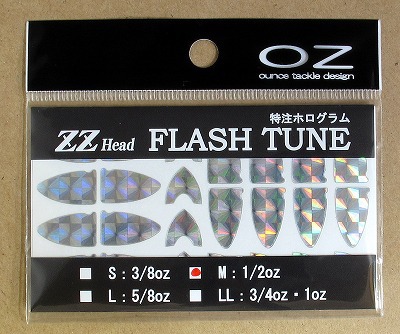 OZ
ounce tackle design
特注ホログラム
ZZ Head FLASH TUNE
S：3/8oz M：1/2oz
L：5/8oz LL：3/4oz・1oz